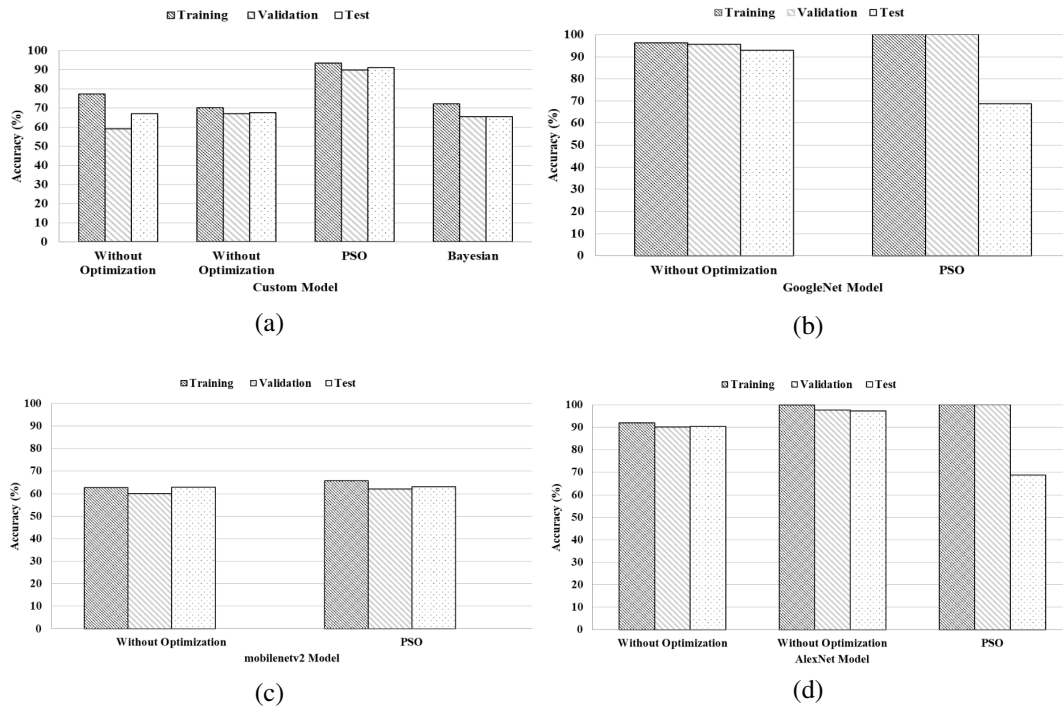 Training Validation Test
100
90
80
70
60
50
40
30
20
10
0
Accuracy (%)
Without
Optimization
Without
Optimization
PSO
Bayesian
Custom Model
(a)
Training Validation Test
100
90
80
70
60
50
40
30
20
10
0
Accuracy (%)
Without Optimization
PSO
GoogleNet Model
(b)
Training Validation Test
100
90
80
70
60
50
40
30
20
10
0
Accuracy (%)
Without Optimization
PSO
mobilenetv2 Model
(c)
Training Validation Test
100
90
80
70
60
50
40
30
20
10
0
Accuracy (%)
Without Optimization
Without Optimization
PSO
AlexNet Model
(d)